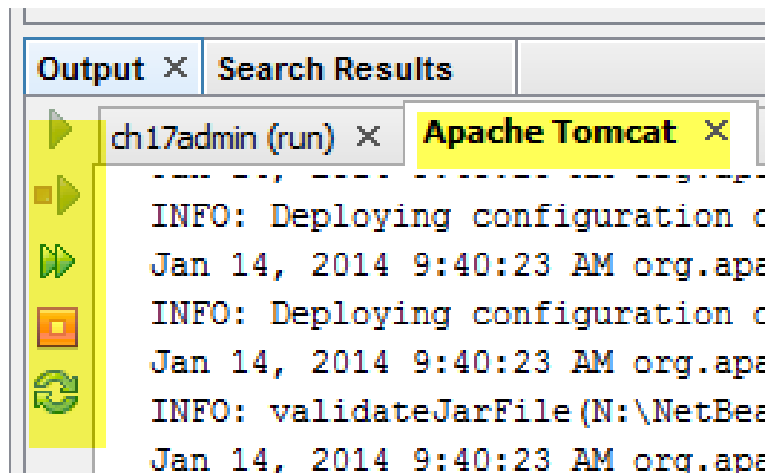 Output × Search Results
ch17admin (run) × Apache Tomcat ×
INFO: Deploying configuration
Jan 14, 2014 9:40:23 AM org.apa
INFO: Deploying configuration
Jan 14, 2014 9:40:23 AM org.apa
INFO: validateJarFile(N:\NetBea
Jan 14, 2014 9:40:23 AM org.apa